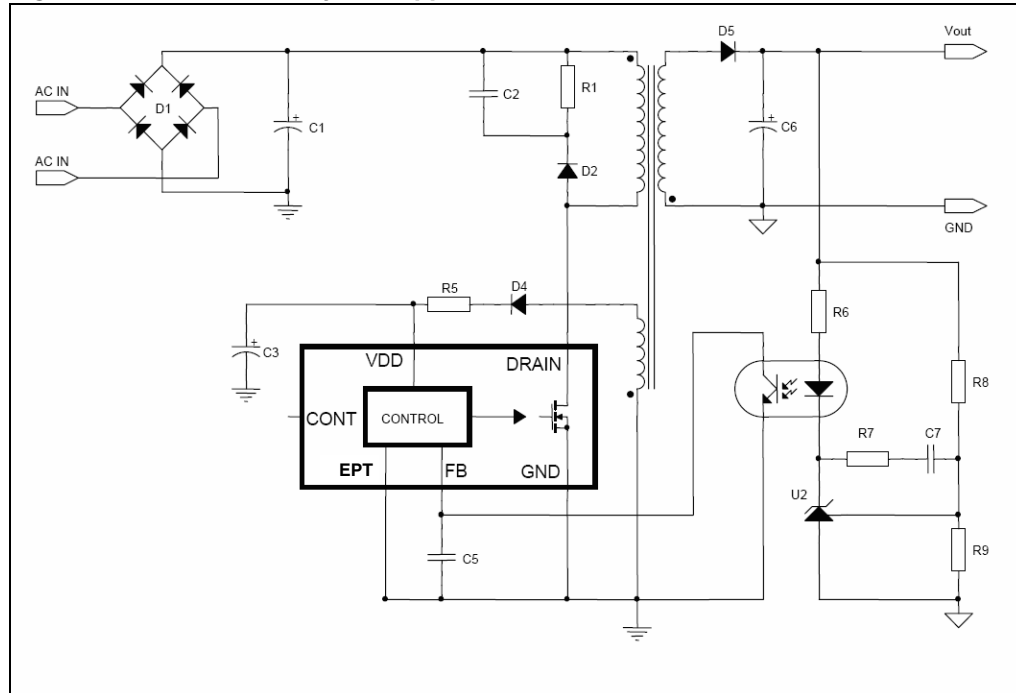 D5
Vout
AC IN
D1
C1
+
C2
R1
C6
+
AC IN
D2
GND
R5
D4
R6
C3
+
VDD
DRAIN
R8
CONT
CONTROL
R7
C7
EPT
FB
GND
U2
C5
R9